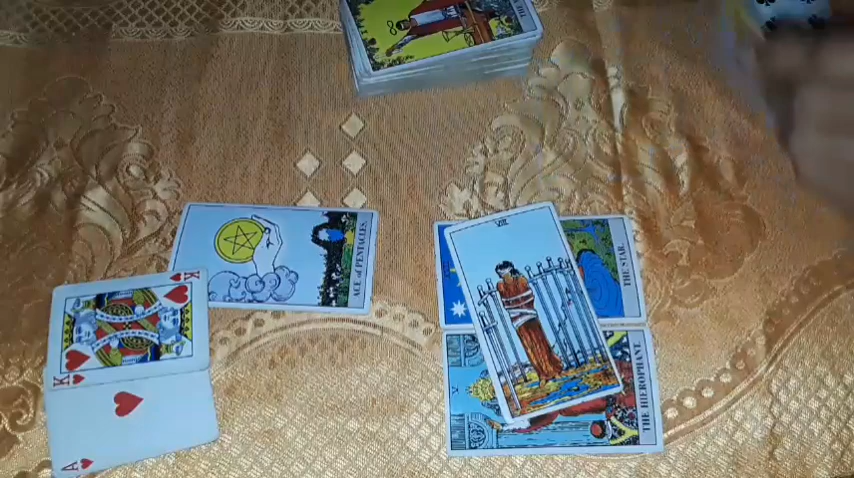 ACE of PENTACLES.
K
K
A
VIII
THE STAR.
V
THE HIEROPHANT.